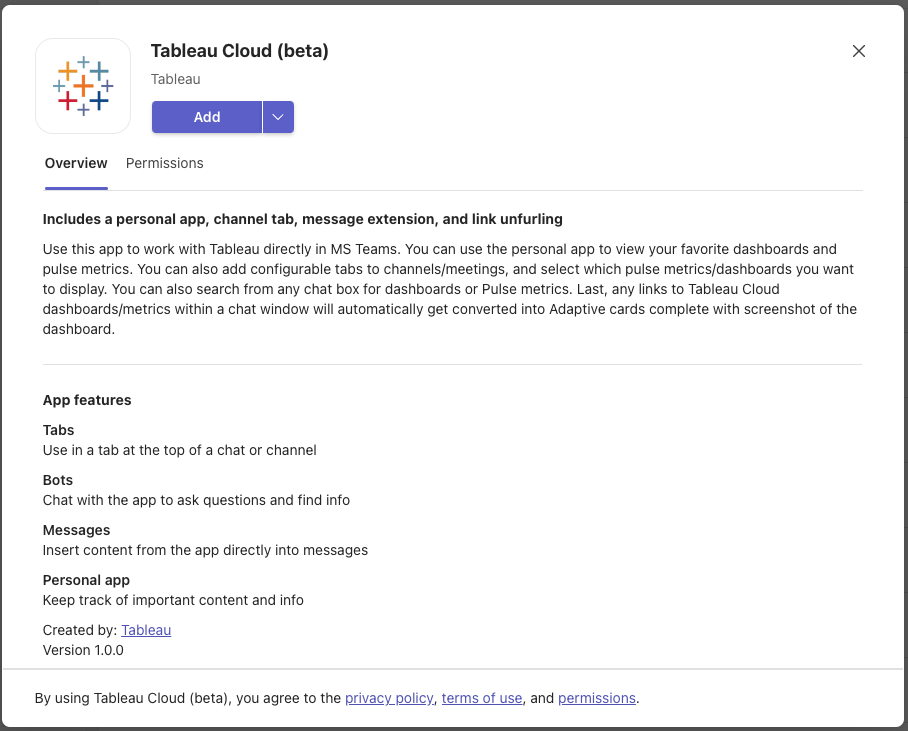 Tableau Cloud (beta)
Tableau
Add
Overview Permissions
Includes a personal app, channel tab, message extension, and link unfurling
Use this app to work with Tableau directly in MS Teams. You can use the personal app to view your favorite dashboards and
pulse metrics. You can also add configurable tabs to channels/meetings, and select which pulse metrics/dashboards you want
to display. You can also search from any chat box for dashboards or Pulse metrics. Last, any links to Tableau Cloud
dashboards/metrics within a chat window will automatically get converted into Adaptive cards complete with screenshot of the
dashboard.
App features
Tabs
Use in a tab at the top of a chat or channel
Bots
Chat with the app to ask questions and find info
Messages
Insert content from the app directly into messages
Personal app
Keep track of important content and info
Created by: Tableau
Version 1.0.0
By using Tableau Cloud (beta), you agree to the privacy policy, terms of use, and permissions.